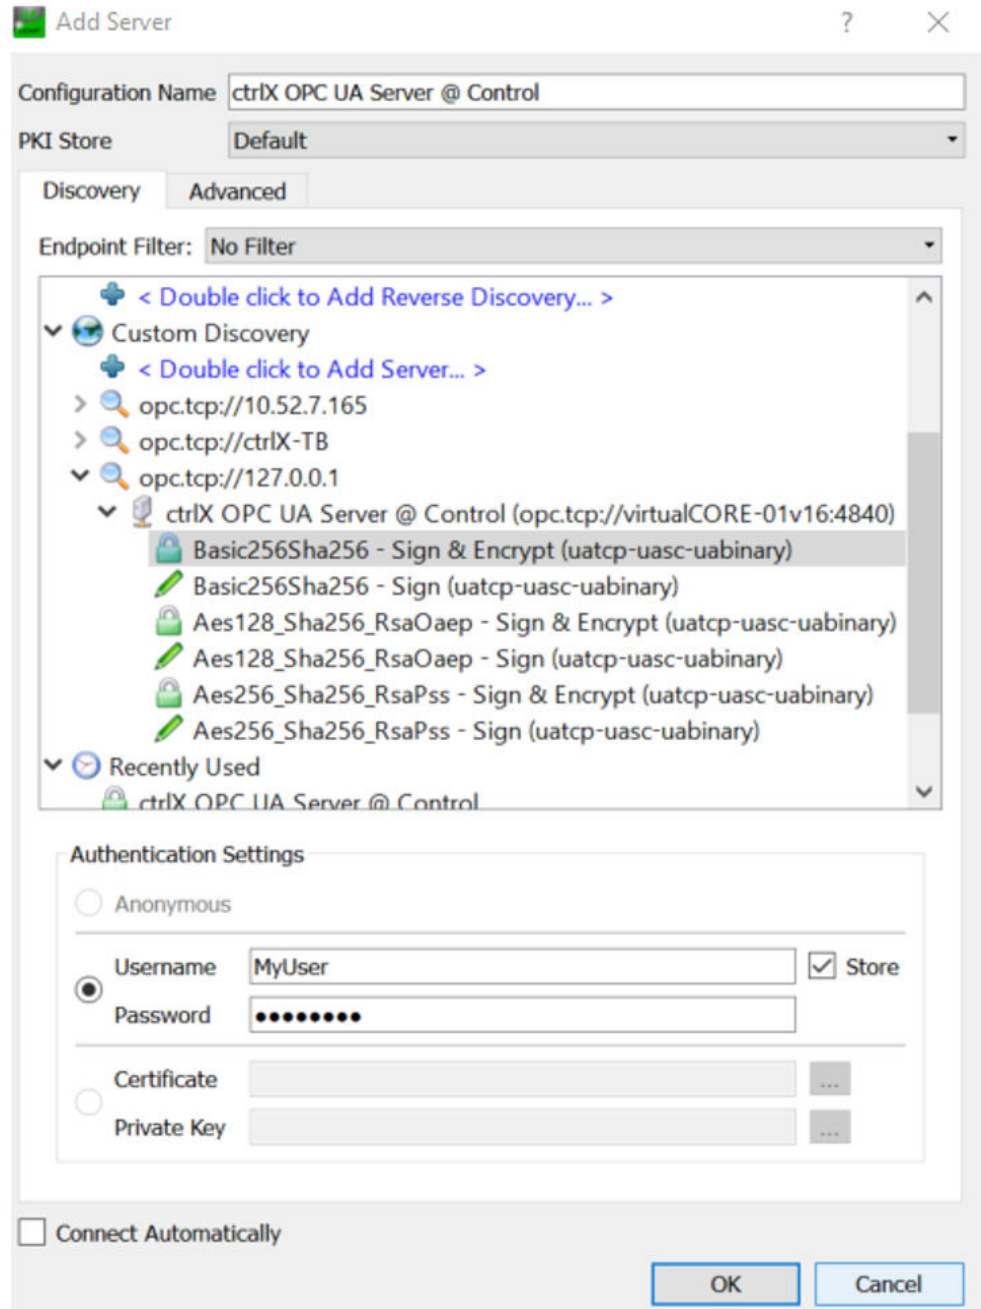 Add Server
?
Configuration Name ctrlX OPC UA Server @ Control
PKI Store Default
Discovery Advanced
Endpoint Filter: No Filter
< Double click to Add Reverse Discovery... >
Custom Discovery
< Double click to Add Server... >
opc.tcp://10.52.7.165
opc.tcp://ctrlX-TB
opc.tcp://127.0.0.1
ctrlX OPC UA Server @ Control (opc.tcp://virtualCORE-01v16:4840)
Basic256Sha256 - Sign & Encrypt (uatcp-uasc-uabinary)
Basic256Sha256 - Sign (uatcp-uasc-uabinary)
Aes128_Sha256_RsaOaep - Sign & Encrypt (uatcp-uasc-uabinary)
Aes128_Sha256_RsaOaep - Sign (uatcp-uasc-uabinary)
Aes256_Sha256_RsaPss - Sign & Encrypt (uatcp-uasc-uabinary)
Aes256_Sha256_RsaPss - Sign (uatcp-uasc-uabinary)
Recently Used
ctrlX OPC UA Server @ Control
Authentication Settings
Anonymous
Username MyUser Store
Password ●●●●●●●●
Certificate ...
Private Key ...
Connect Automatically
OK Cancel